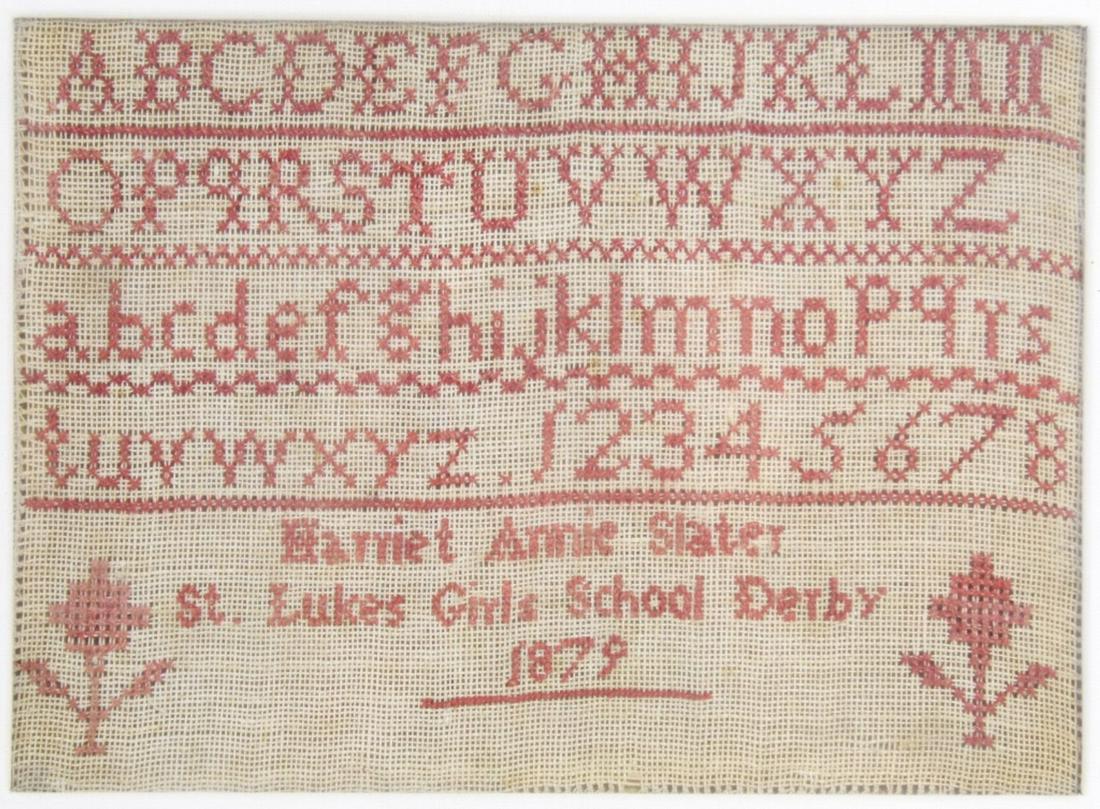 ABCDEFGHIJKLMN
OPqRSTUVWXYZ
abcdefghijklmnopqrs
tuvwxyz. 12345678
Harriet Annie Slater
St. Lukes Girls School Derby
1879